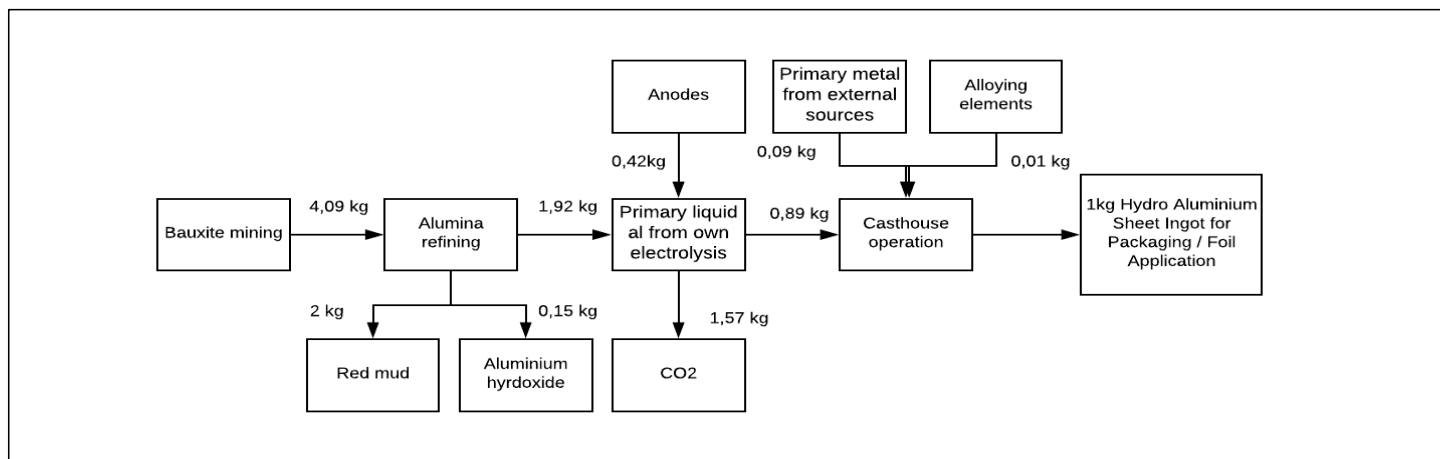 Anodes
Primary metal
from external
sources
Alloying
elements
0,42kg
0,09 kg
0,01 kg
Bauxite mining
4,09 kg
Alumina
refining
1,92 kg
Primary liquid
al from own
electrolysis
0,89 kg
Casthouse
operation
1kg Hydro Aluminium
Sheet Ingot for
Packaging / Foil
Application
2 kg
0,15 kg
1,57 kg
Red mud
Aluminium
hyrdoxide
CO2